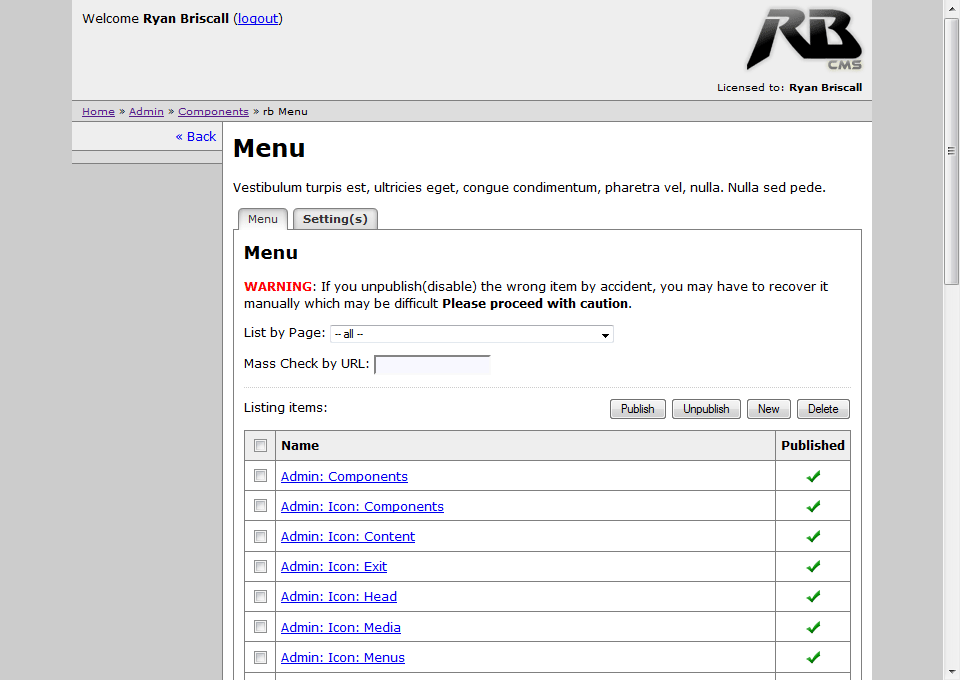 Welcome Ryan Briscall (logout)
RB
CMS
Licensed to: Ryan Briscall
Home » Admin » Components » rb Menu
« Back
Menu
Vestibulum turpis est, ultricies eget, congue condimentum, pharetra vel, nulla. Nulla sed pede.
Menu Setting(s)
Menu
WARNING: If you unpublish(disable) the wrong item by accident, you may have to recover it
manually which may be difficult Please proceed with caution.
List by Page: -- all --
Mass Check by URL:
Listing items: Publish Unpublish New Delete
Name Published
Admin: Components
Admin: Icon: Components
Admin: Icon: Content
Admin: Icon: Exit
Admin: Icon: Head
Admin: Icon: Media
Admin: Icon: Menus